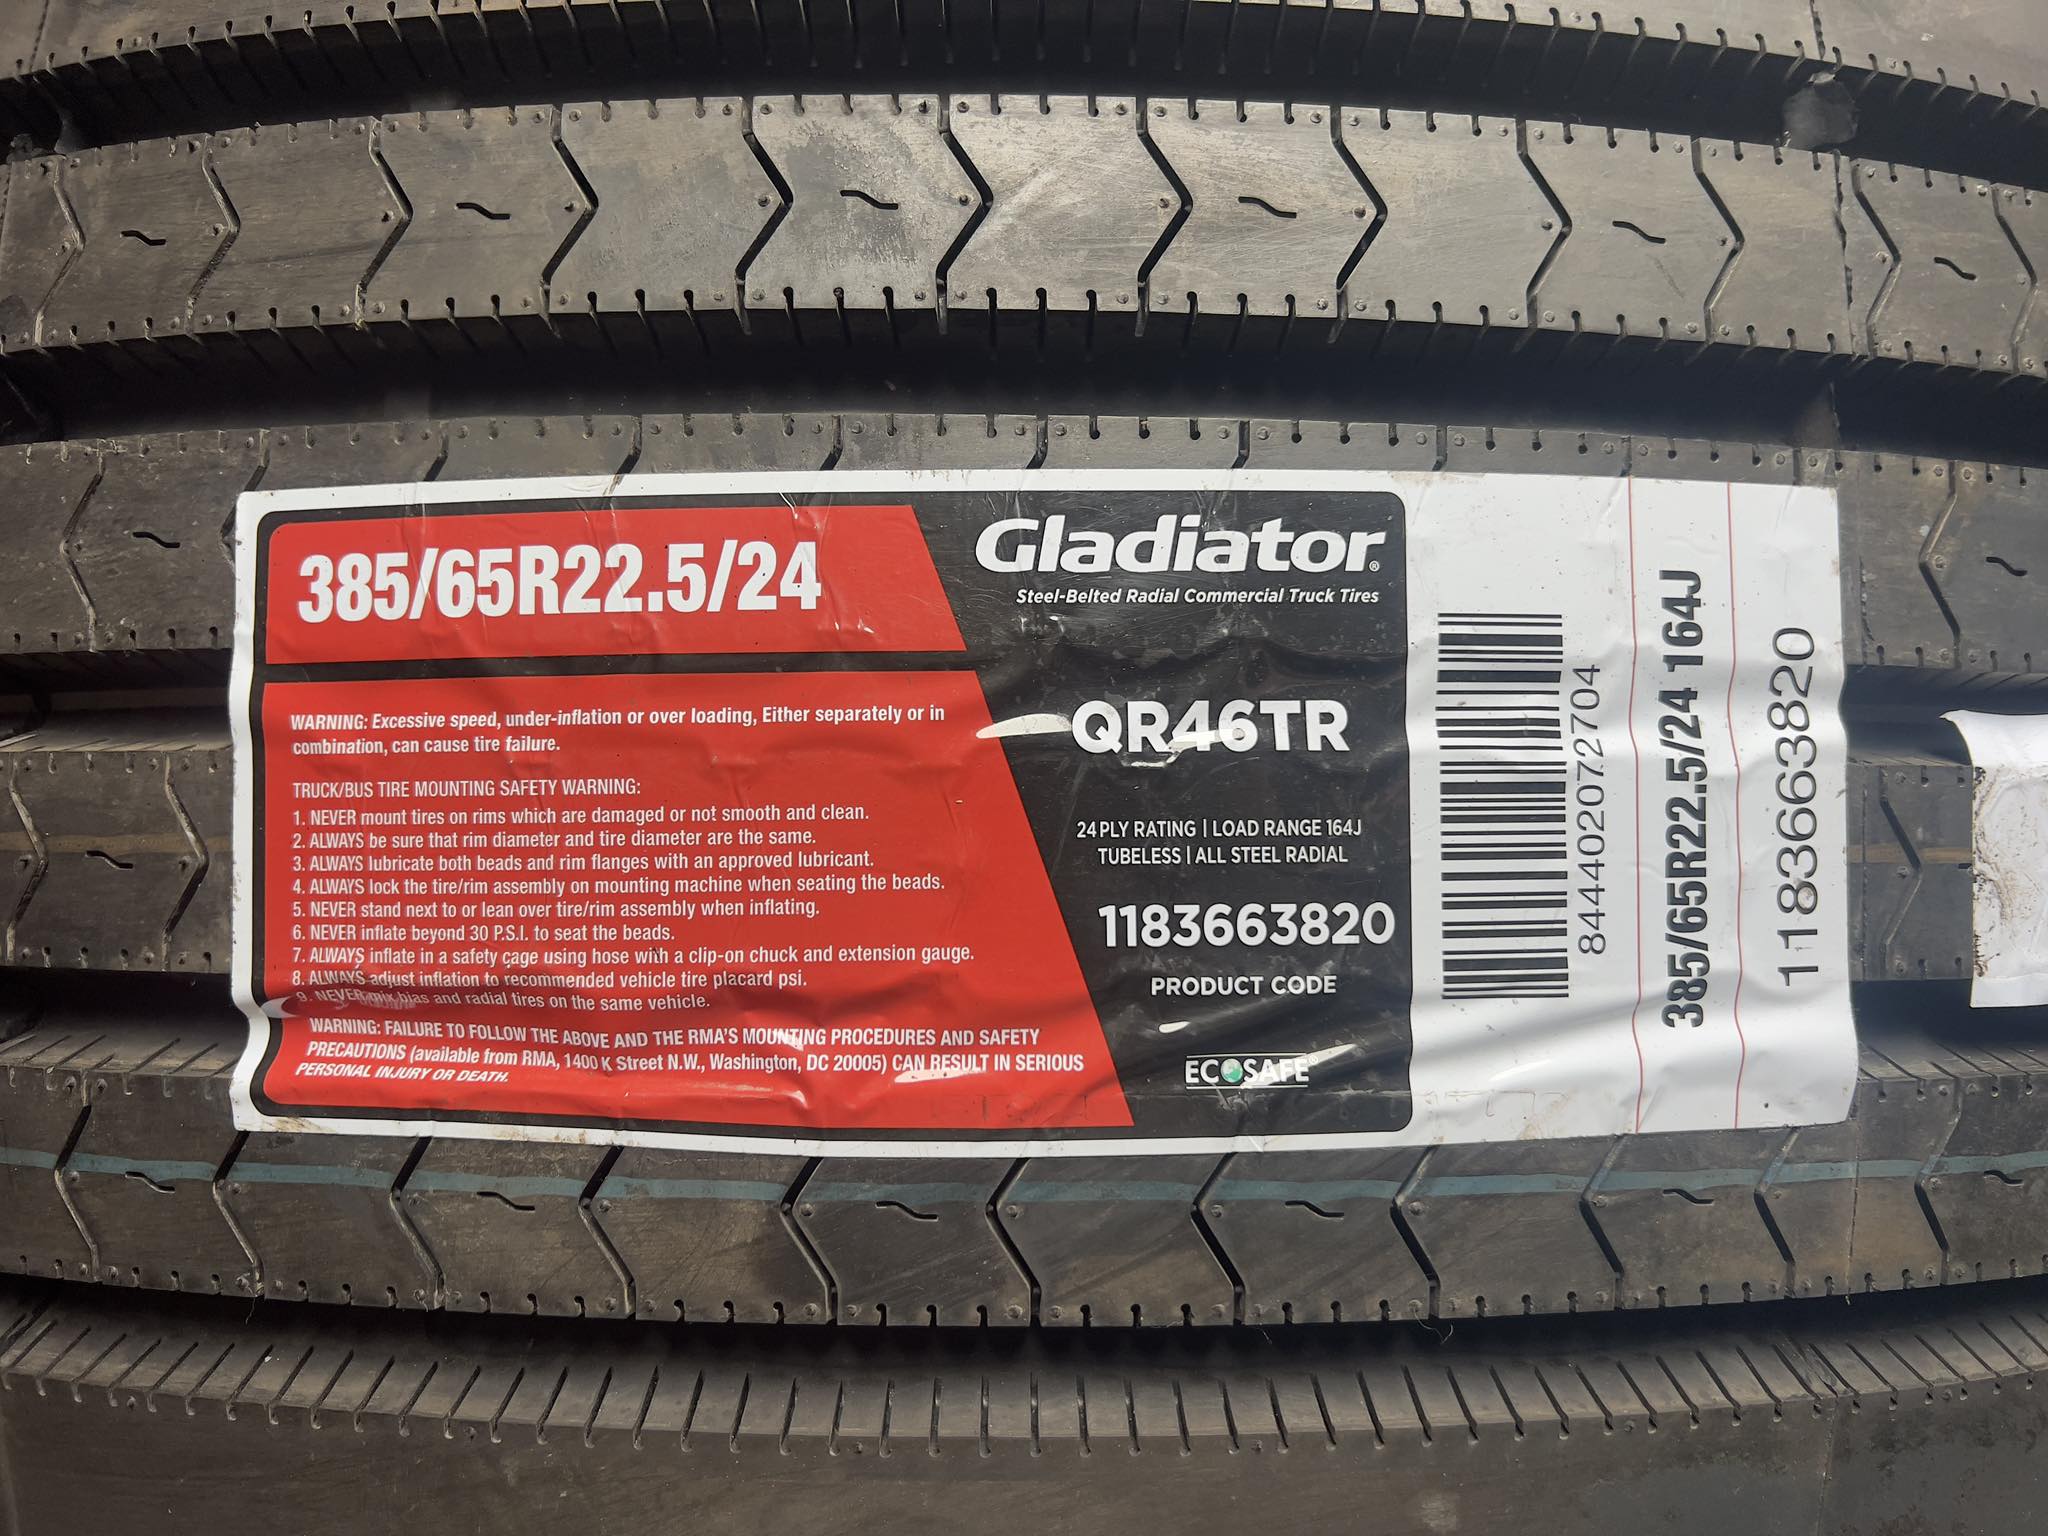 385/65R22.5/24
WARNING: Excessive speed, under-inflation or over loading, Either separately or in
combination, can cause tire failure.
TRUCK/BUS TIRE MOUNTING SAFETY WARNING:
1. NEVER mount tires on rims which are damaged or not smooth and clean.
2. ALWAYS be sure that rim diameter and tire diameter are the same.
3. ALWAYS lubricate both beads and rim flanges with an approved lubricant.
4. ALWAYS lock the tire/rim assembly on mounting machine when seating the beads.
5. NEVER stand next to or lean over tire/rim assembly when inflating.
6. NEVER inflate beyond 30 P.S.I. to seat the beads.
7. ALWAYS inflate in a safety cage using hose with a clip-on chuck and extension gauge.
8. ALWAYS adjust inflation to recommended vehicle tire placard psi.
9. NEVER mix bias and radial tires on the same vehicle.
WARNING: FAILURE TO FOLLOW THE ABOVE AND THE RMA'S MOUNTING PROCEDURES AND SAFETY
PRECAUTIONS (available from RMA, 1400 K Street N.W., Washington, DC 20005) CAN RESULT IN SERIOUS
PERSONAL INJURY OR DEATH.
Gladiator®
Steel-Belted Radial Commercial Truck Tires
QR46TR
24 PLY RATING | LOAD RANGE 164J
TUBELESS | ALL STEEL RADIAL
1183663820
PRODUCT CODE
ECOSAFE®
844402072704
385/65R22.5/24 164J
1183663820